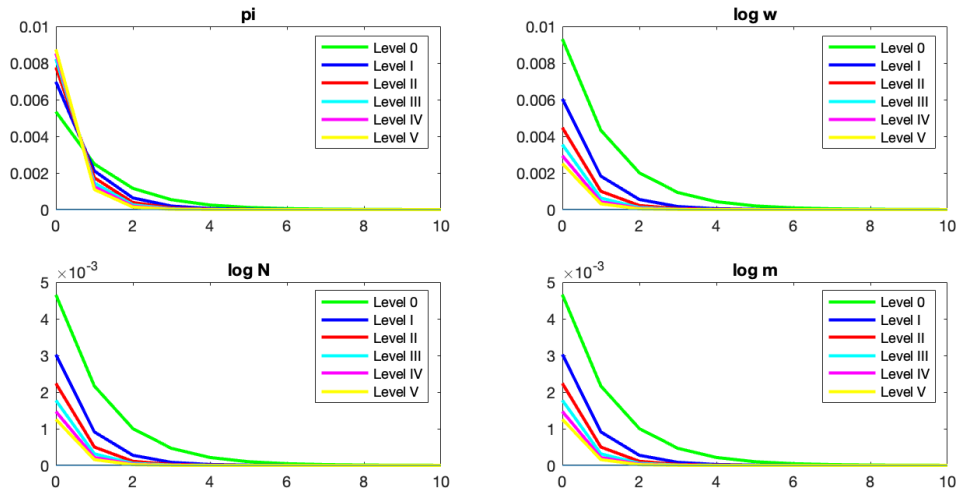 pi
0.01
0.008
0.006
0.004
0.002
0
0 2 4 6 8 10
Level 0
Level I
Level II
Level III
Level IV
Level V
log w
0.01
0.008
0.006
0.004
0.002
0
0 2 4 6 8 10
Level 0
Level I
Level II
Level III
Level IV
Level V
log N
×10⁻³
5
4
3
2
1
0
0 2 4 6 8 10
Level 0
Level I
Level II
Level III
Level IV
Level V
log m
×10⁻³
5
4
3
2
1
0
0 2 4 6 8 10
Level 0
Level I
Level II
Level III
Level IV
Level V